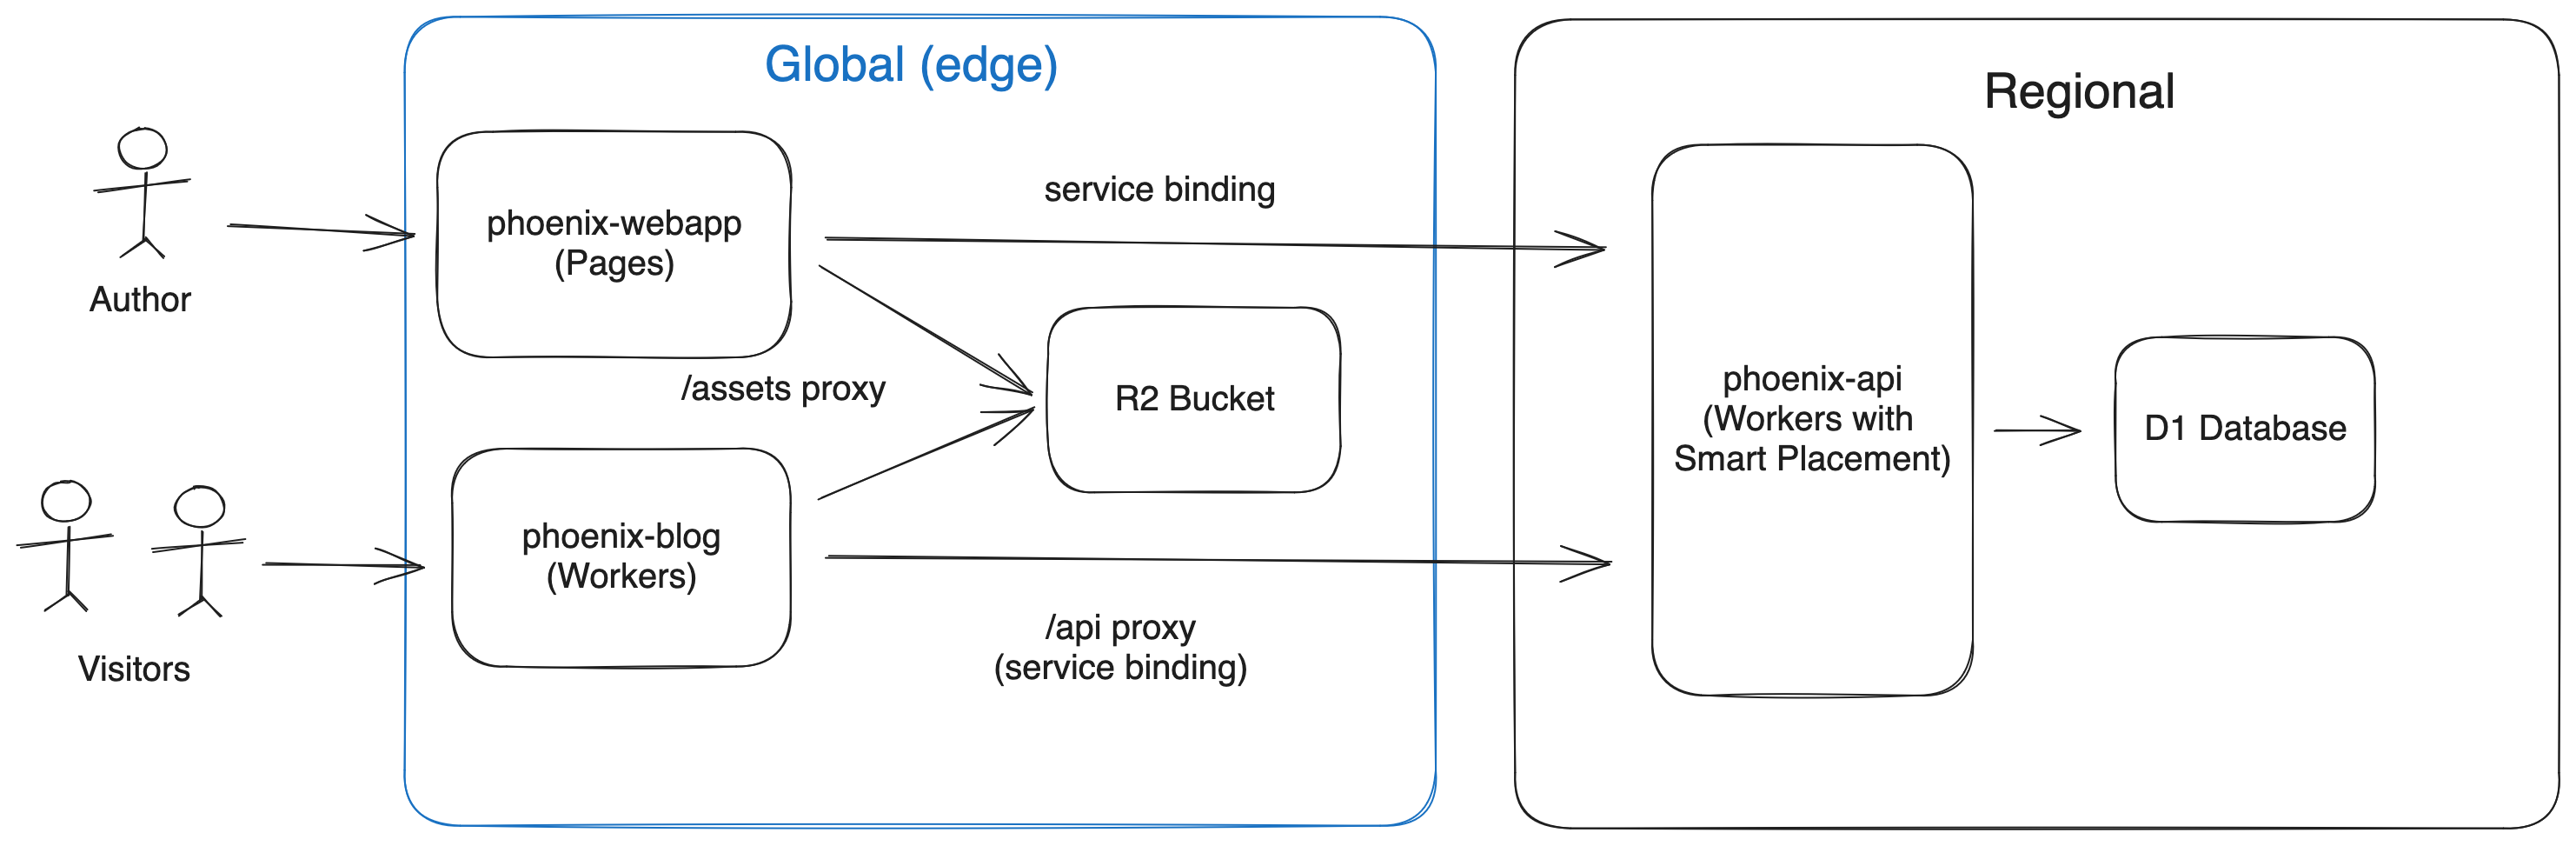 Global (edge)
Regional
phoenix-webapp
(Pages)
service binding
Author
/assets proxy
R2 Bucket
phoenix-api
(Workers with
Smart Placement)
D1 Database
phoenix-blog
(Workers)
/api proxy
(service binding)
Visitors